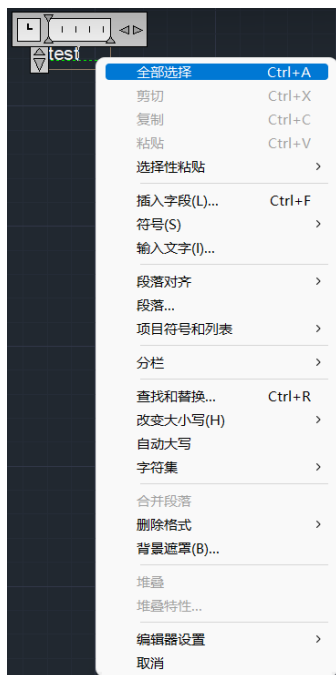 test
全部选择 Ctrl+A
剪切 Ctrl+X
复制 Ctrl+C
粘贴 Ctrl+V
选择性粘贴
插入字段(L)... Ctrl+F
符号(S)
输入文字(I)...
段落对齐
段落...
项目符号和列表
分栏
查找和替换... Ctrl+R
改变大小写(H)
自动大写
字符集
合并段落
删除格式
背景遮罩(B)...
堆叠
堆叠特性...
编辑器设置
取消